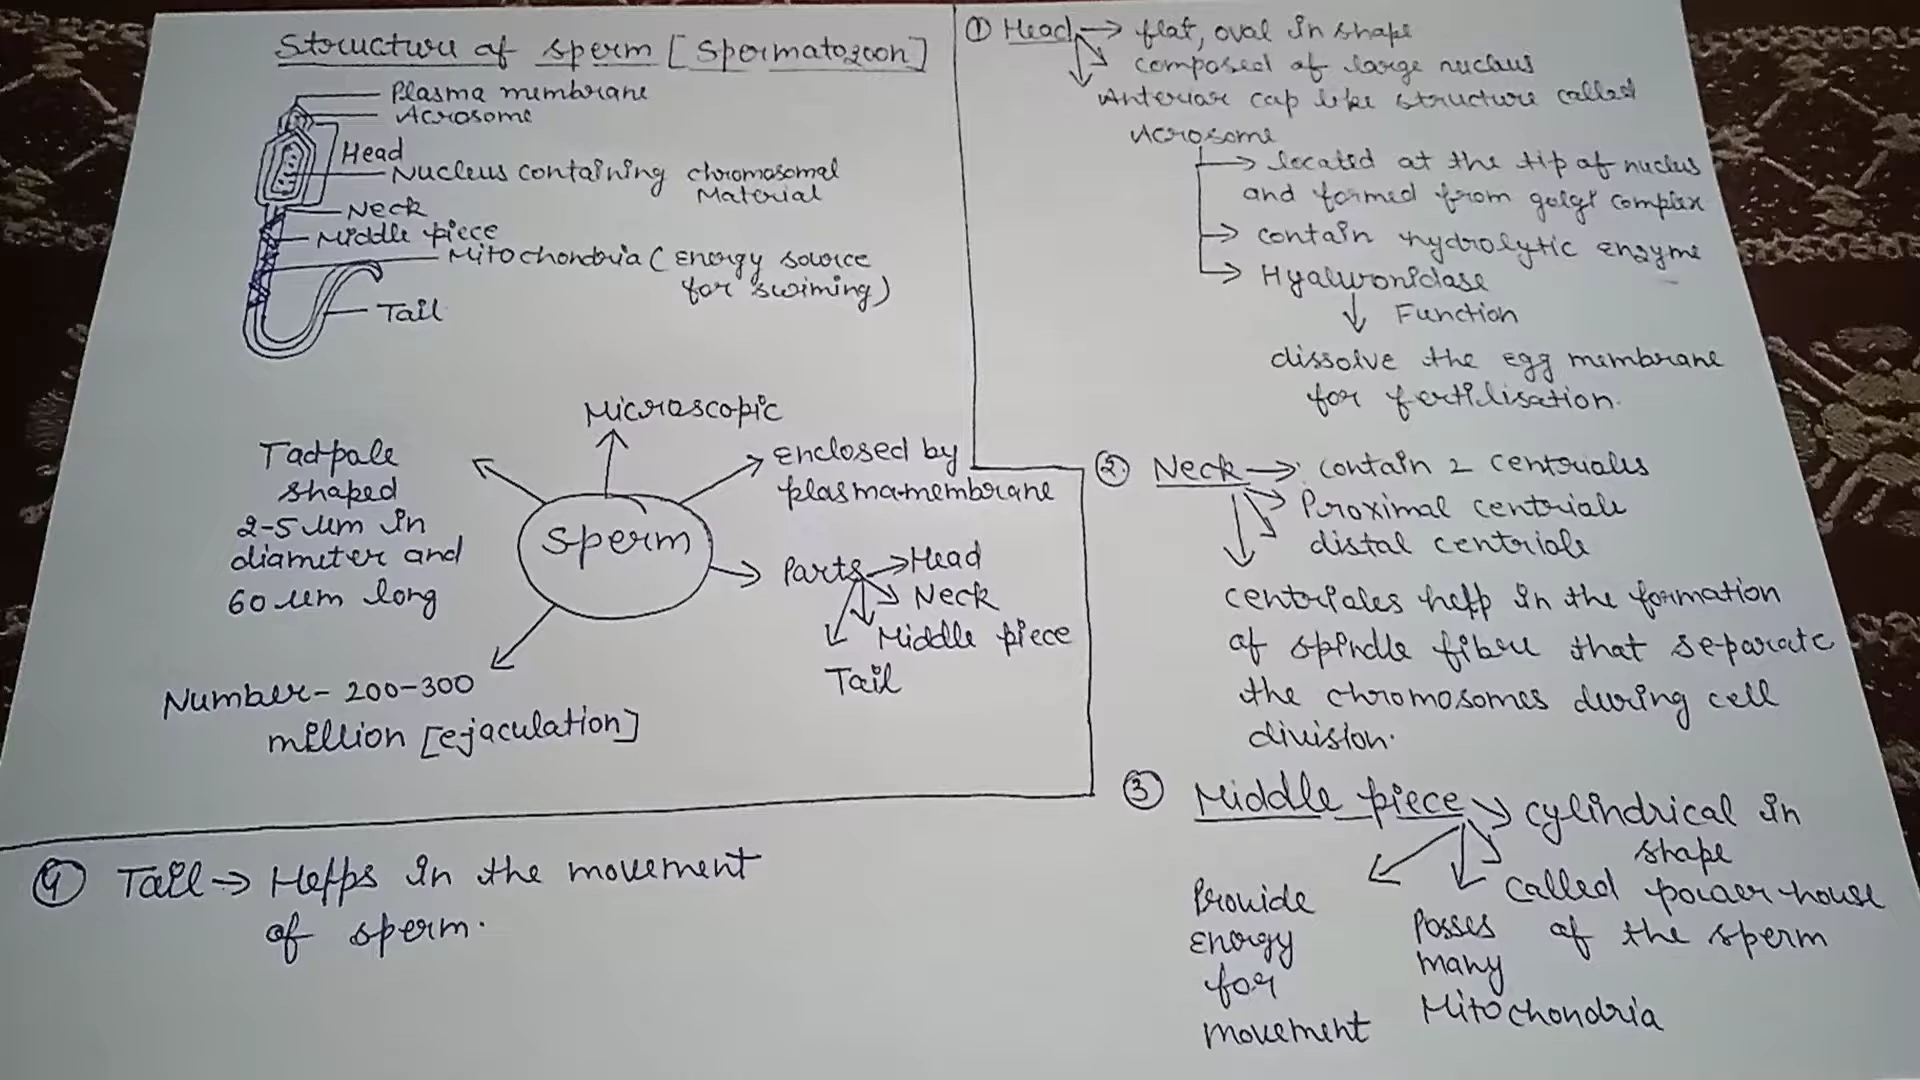 Structure of sperm [Spermatozoon]
Plasma membrane
Acrosome
Head
Nucleus containing chromosomal
Material
Neck
Middle piece
Mitochondria (energy source
for swiming)
Tail
Microscopic
Tadpole
shaped
2-5 μm in
diameter and
60 μm long
enclosed by
plasmamembrane
sperm
Parts → Head
Neck
Middle piece
Tail
Number - 200-300
million [ejaculation]
① Head → flat, oval in shape
composed of large nucleus
Anterior cap like structure called
Acrosome
→ located at the tip of nucleus
and formed from golgi complex
→ contain hydrolytic enzyme
→ Hyaluronidase
↓ Function
dissolve the egg membrane
for fertilisation.
② Neck → contain 2 centrioles
Proximal centriole
distal centriole
centrioles help in the formation
of spindle fibre that separate
the chromosomes during cell
division.
③ Middle piece → cylindrical in
shape
called power-house
of the sperm
Posses
many
Mitochondria
Provide
energy
for
movement
④ Tail → Helps in the movement
of sperm.